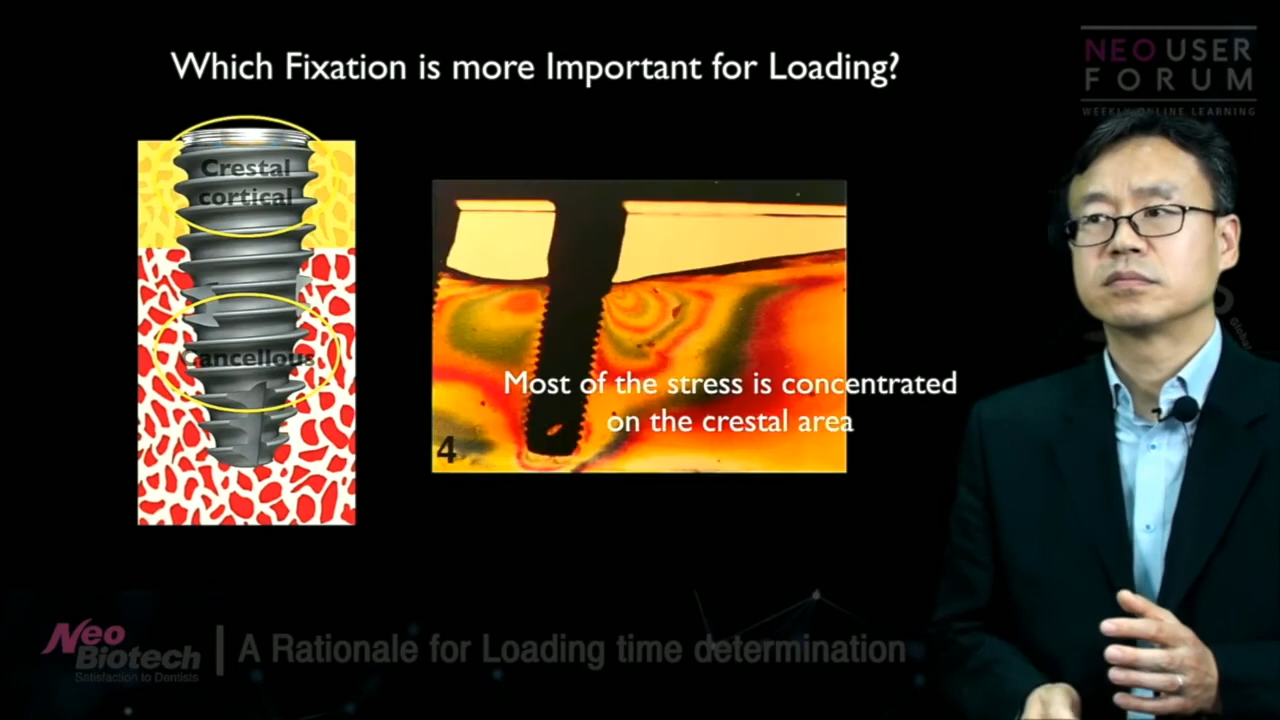 Which Fixation is more Important for Loading?
NEO USER
FORUM
WEEKLY ONLINE LEARNING
Crestal
cortical
Cancellous
Most of the stress is concentrated
on the crestal area
4
Global
Neo
Biotech
Satisfaction to Dentists
A Rationale for Loading time determination